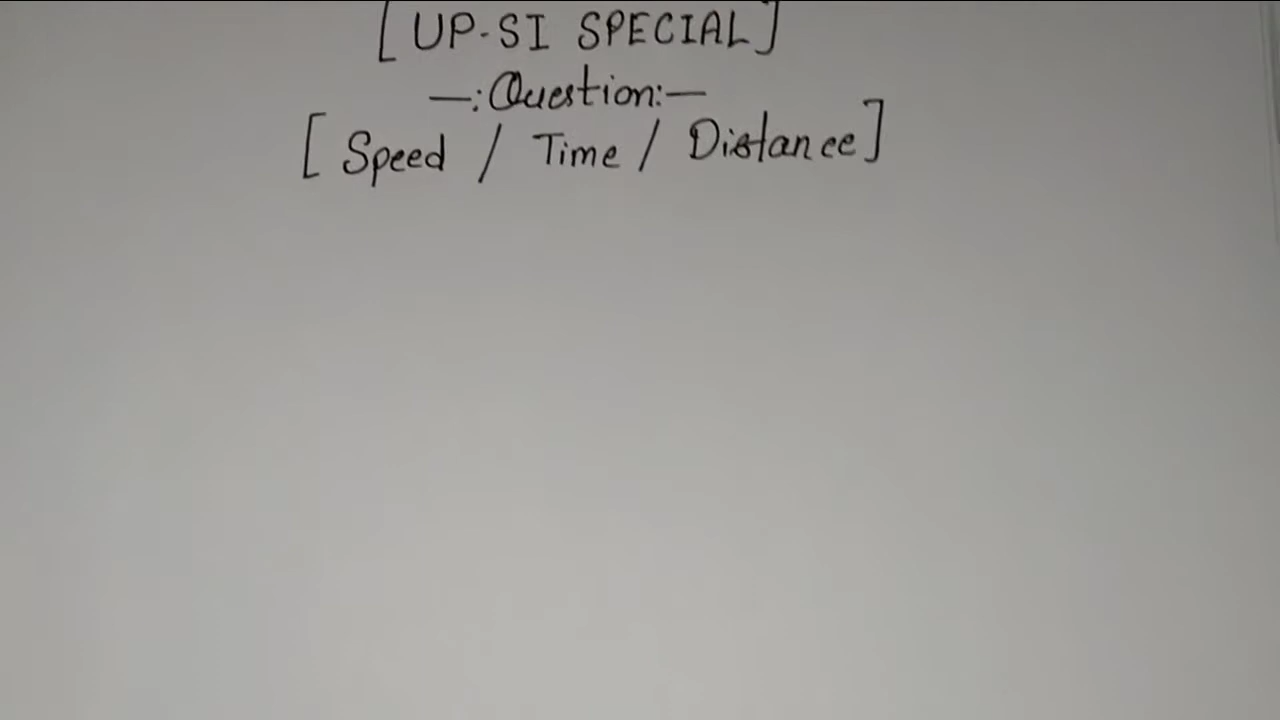 [ UP-SI SPECIAL]
—:Question:—
[ Speed / Time / Distance]